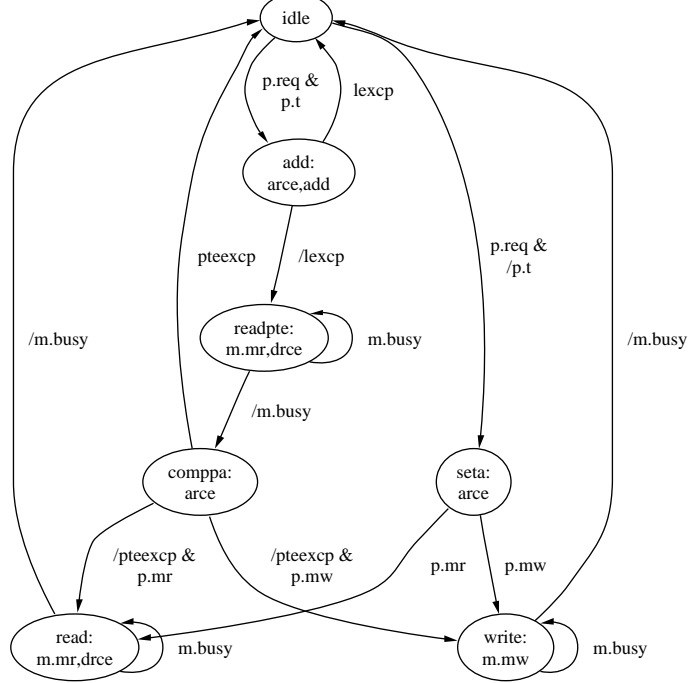 idle
p.req &
p.t
lexcp
add:
arce,add
pteexcp
/lexcp
p.req &
/p.t
/m.busy
readpte:
m.mr,drce
m.busy
/m.busy
/m.busy
comppa:
arce
seta:
arce
/pteexcp &
p.mr
/pteexcp &
p.mw
p.mr
p.mw
read:
m.mr,drce
m.busy
write:
m.mw
m.busy